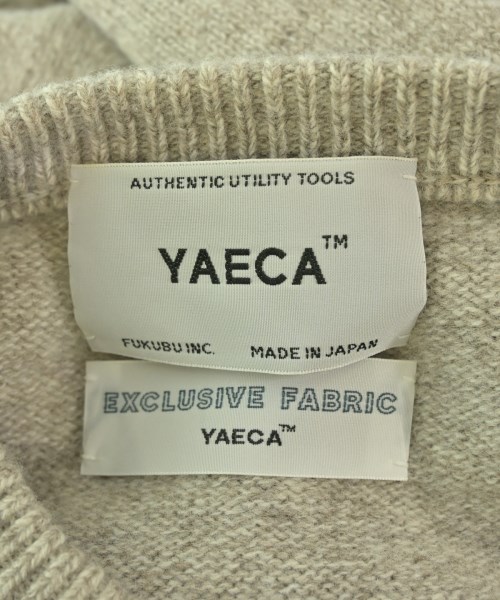 AUTHENTIC UTILITY TOOLS
YAECA™
FUKUBU INC. MADE IN JAPAN
EXCLUSIVE FABRIC
YAECA™